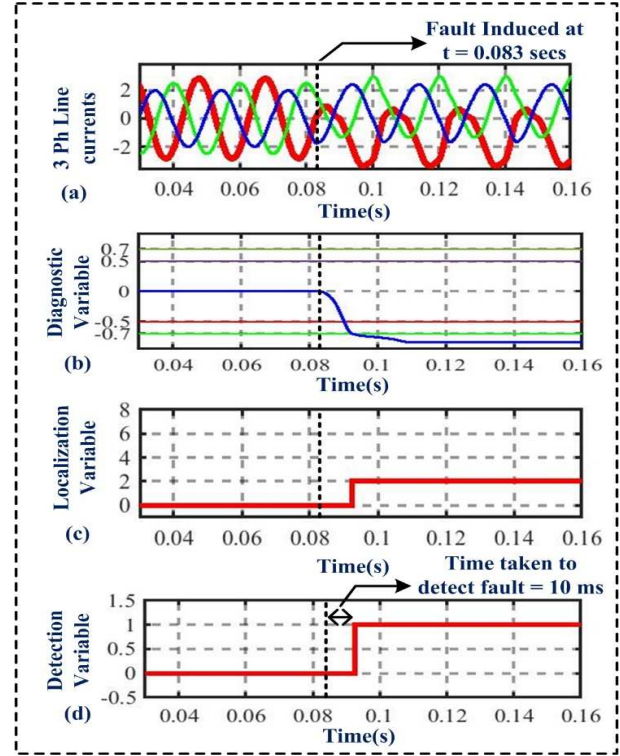 Fault Induced at
t = 0.083 secs
3 Ph Line
currents
2
0
-2
0.04 0.06 0.08 0.1 0.12 0.14 0.16
(a)
Time(s)
Diagnostic
Variable
0.7
0.5
0
-0.5
-0.7
0.04 0.06 0.08 0.1 0.12 0.14 0.16
(b)
Time(s)
Localization
Variable
8
6
4
2
0
0.04 0.06 0.08 0.1 0.12 0.14 0.16
(c)
Time(s)
Time taken to
detect fault = 10 ms
Detection
Variable
1.5
1
0.5
0
-0.5
0.04 0.06 0.08 0.1 0.12 0.14 0.16
(d)
Time(s)